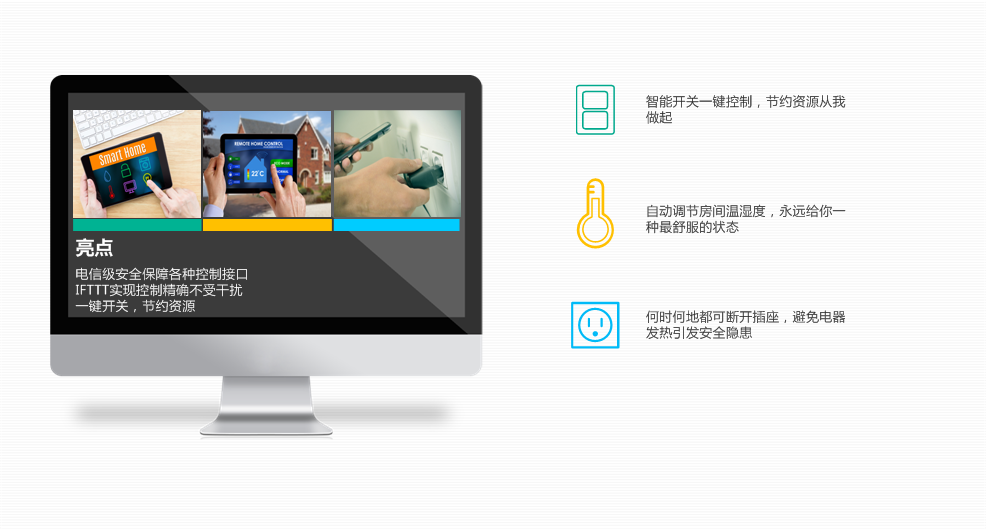 Smart Home
REMOTE HOME CONTROL
22°C
亮点
电信级安全保障各种控制接口
IFTTT实现控制精确不受干扰
一键开关，节约资源
智能开关一键控制，节约资源从我
做起
自动调节房间温湿度，永远给你一
种最舒服的状态
何时何地都可断开插座，避免电器
发热引发安全隐患